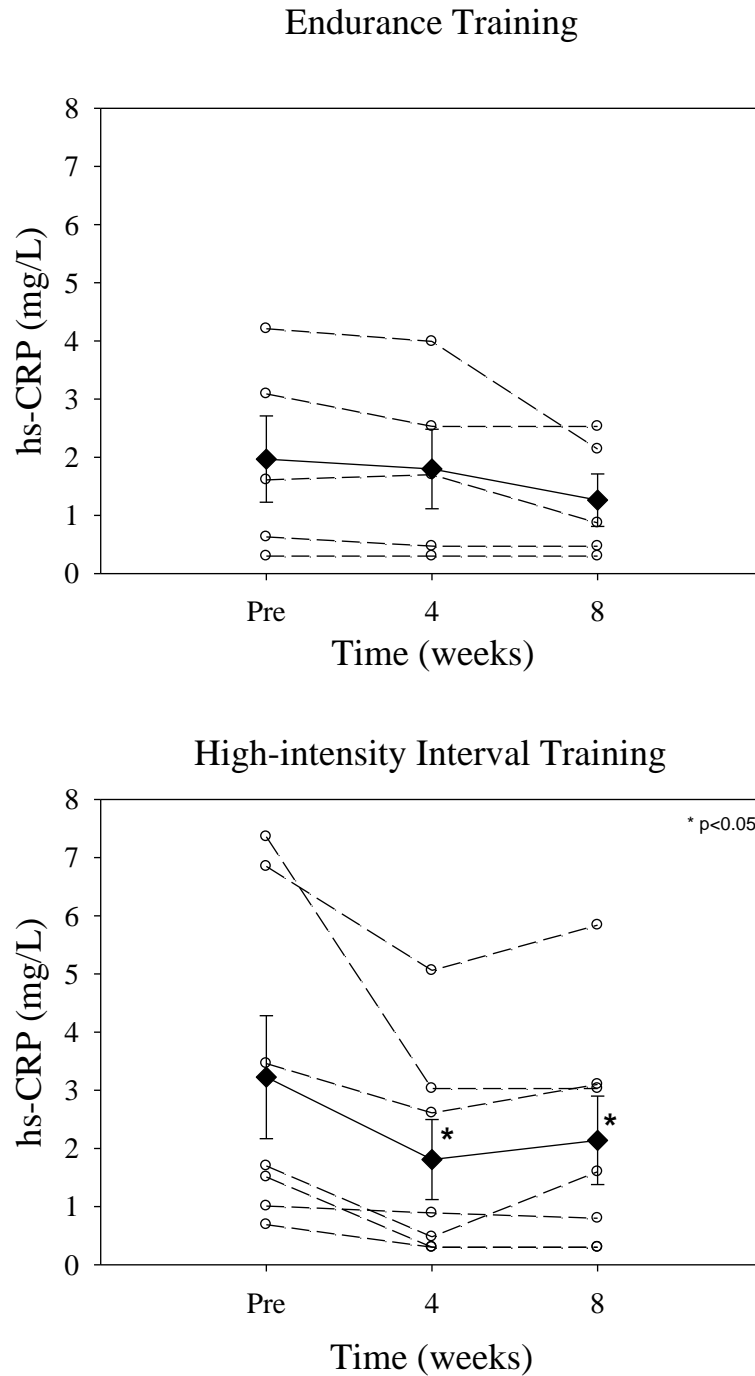 Endurance Training
8
7
6
5
4
3
2
1
0
hs-CRP (mg/L)
Pre 4 8
Time (weeks)
High-intensity Interval Training
* p<0.05
8
7
6
5
4
3
2
1
0
hs-CRP (mg/L)
*
*
Pre 4 8
Time (weeks)